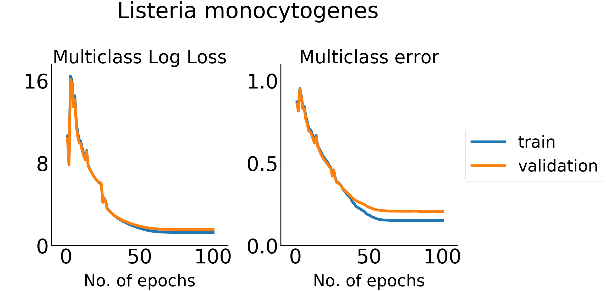 Listeria monocytogenes
Multiclass Log Loss
16
8
0
0 50 100
No. of epochs
Multiclass error
1.0
0.5
0.0
0 50 100
No. of epochs
train
validation